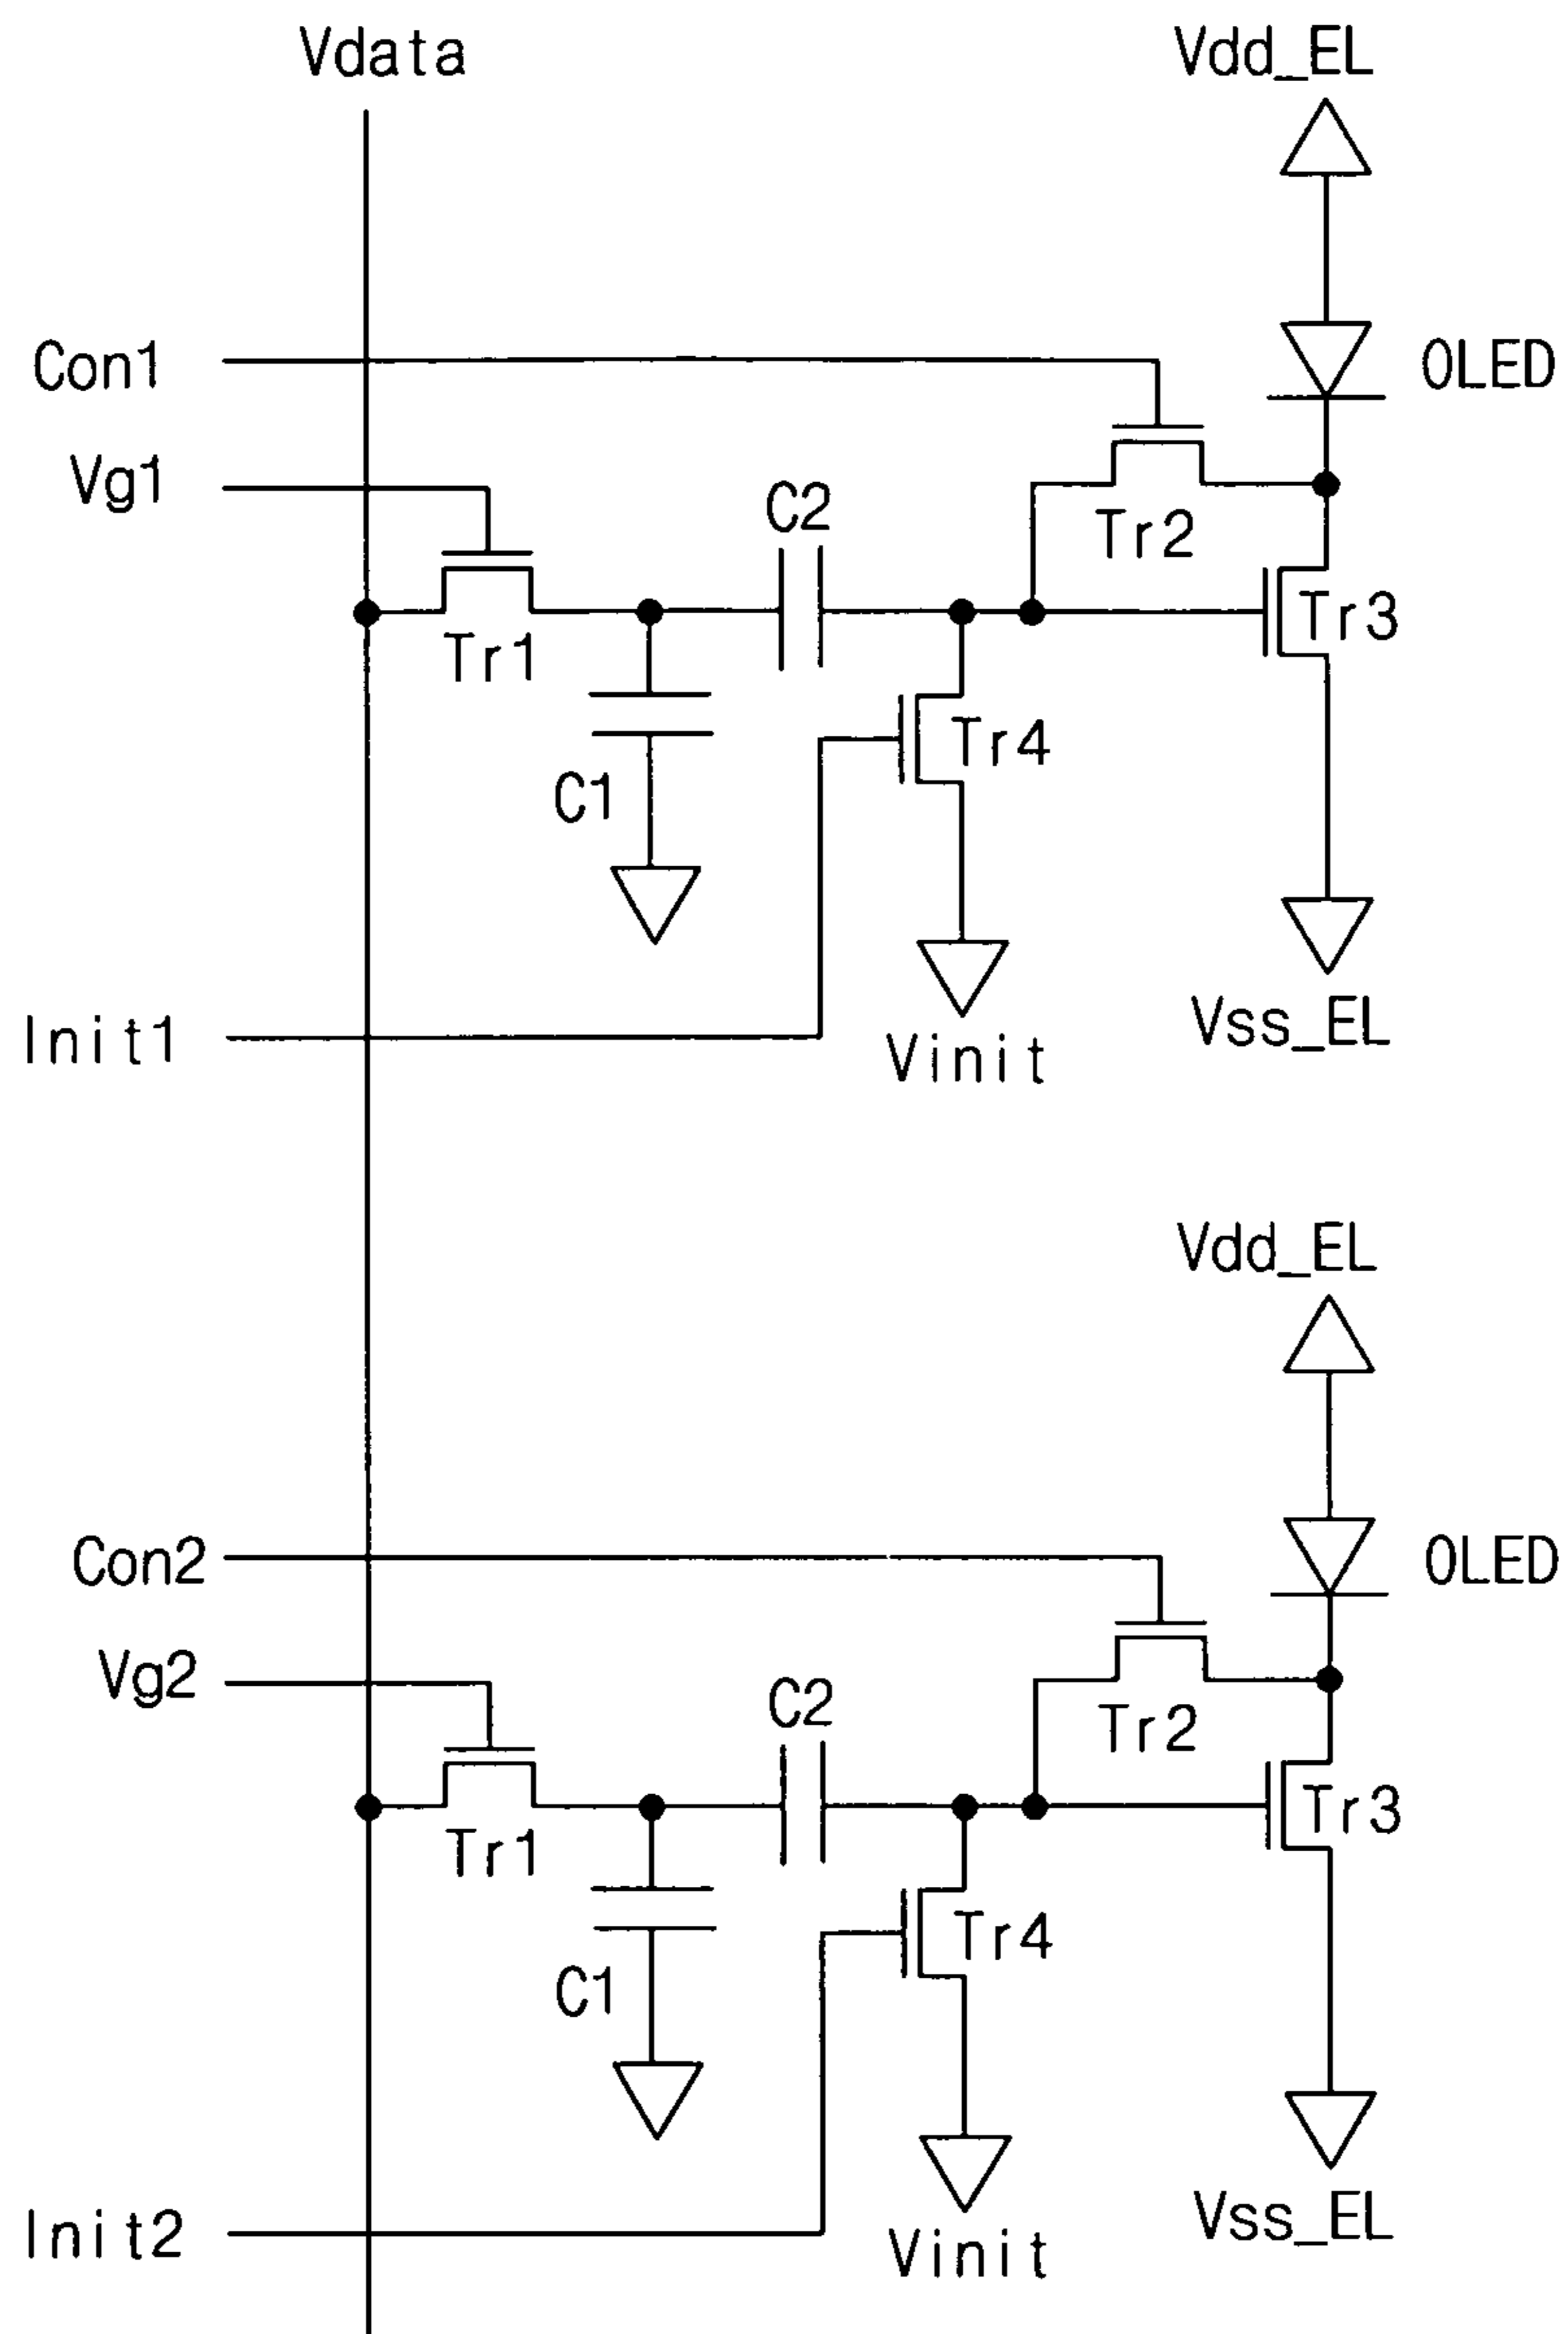 Vdata
Vdd_EL
Con1
OLED
Vg1
C2
Tr2
Tr3
Tr1
Tr4
C1
Init1
Vinit
Vss_EL
Vdd_EL
Con2
OLED
Vg2
C2
Tr2
Tr3
Tr1
Tr4
C1
Init2
Vinit
Vss_EL